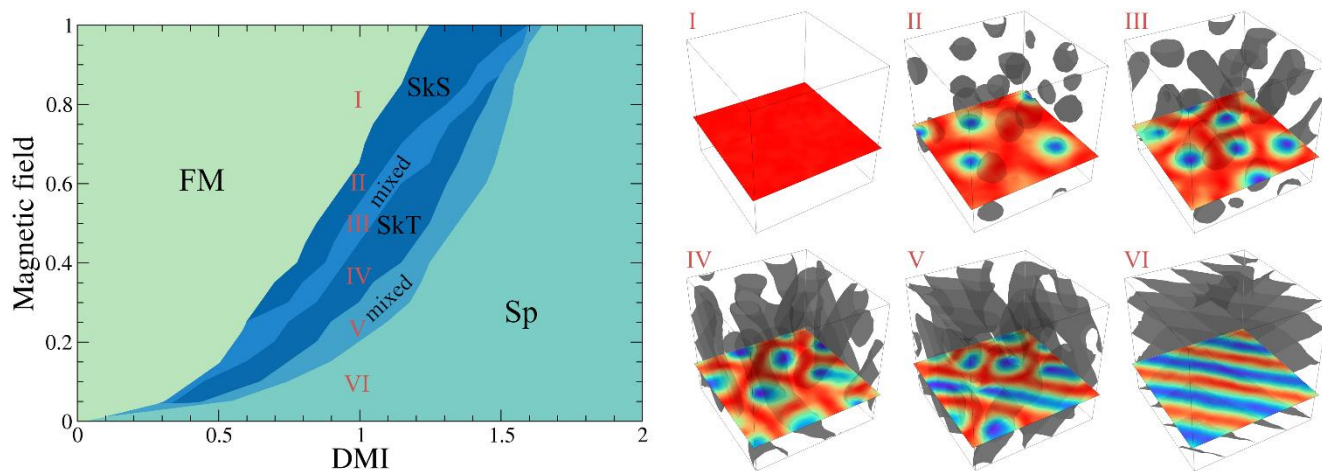 Magnetic field
1
0.8
0.6
0.4
0.2
0
0
0.5
1
1.5
2
DMI
FM
SkS
mixed
SkT
mixed
Sp
I
II
III
IV
V
VI
I
II
III
IV
V
VI